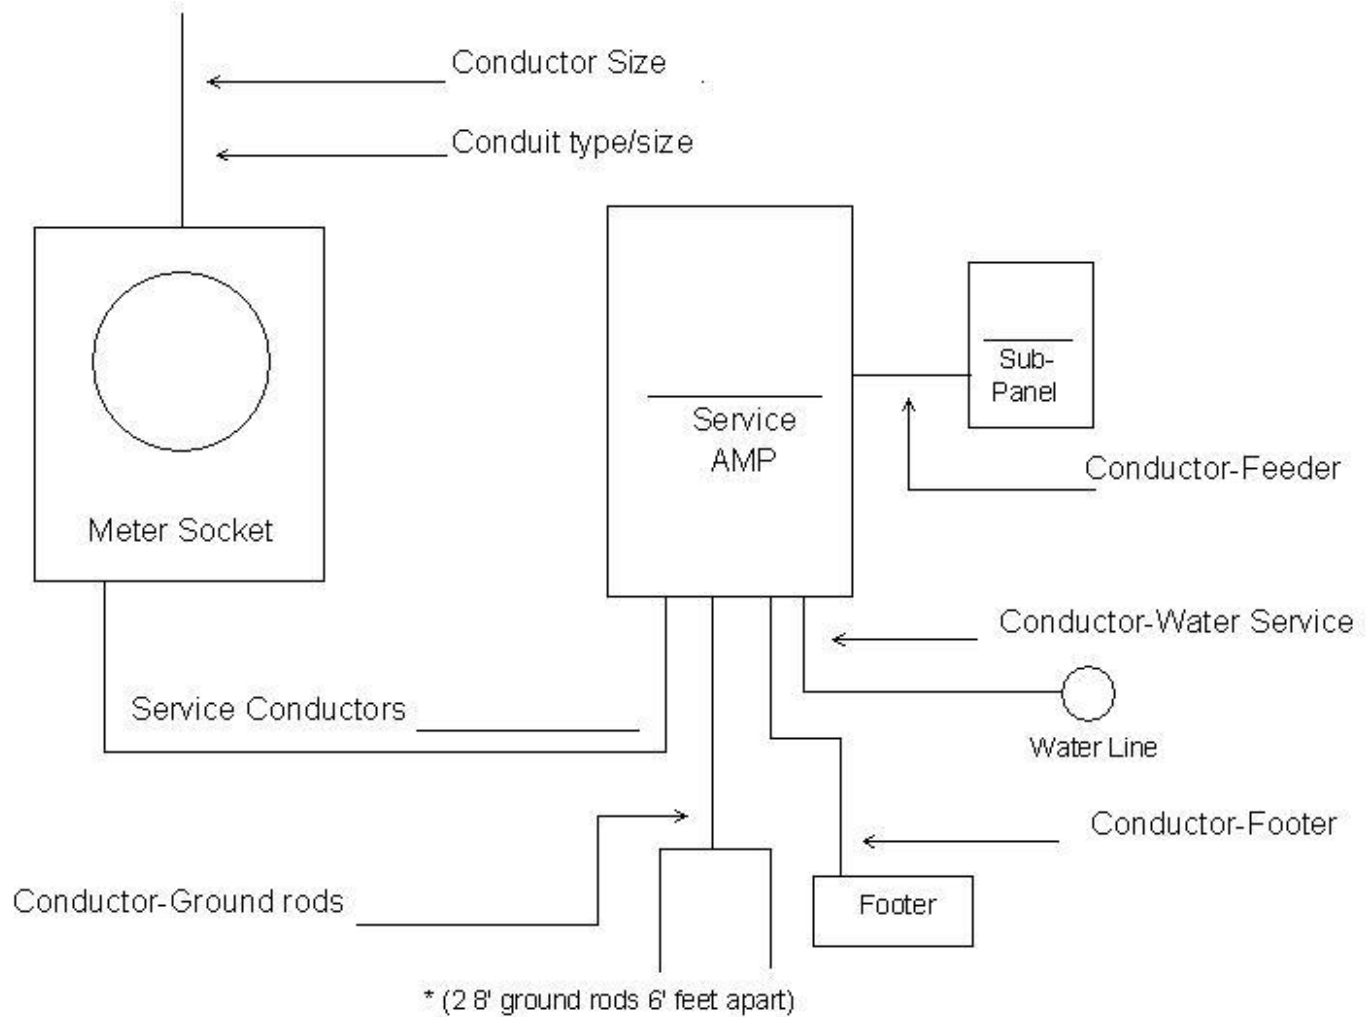 Conductor Size
Conduit type/size
Sub-
Panel
Service
AMP
Conductor-Feeder
Meter Socket
Conductor-Water Service
Service Conductors
Water Line
Conductor-Footer
Conductor-Ground rods
Footer
* (2 8' ground rods 6' feet apart)